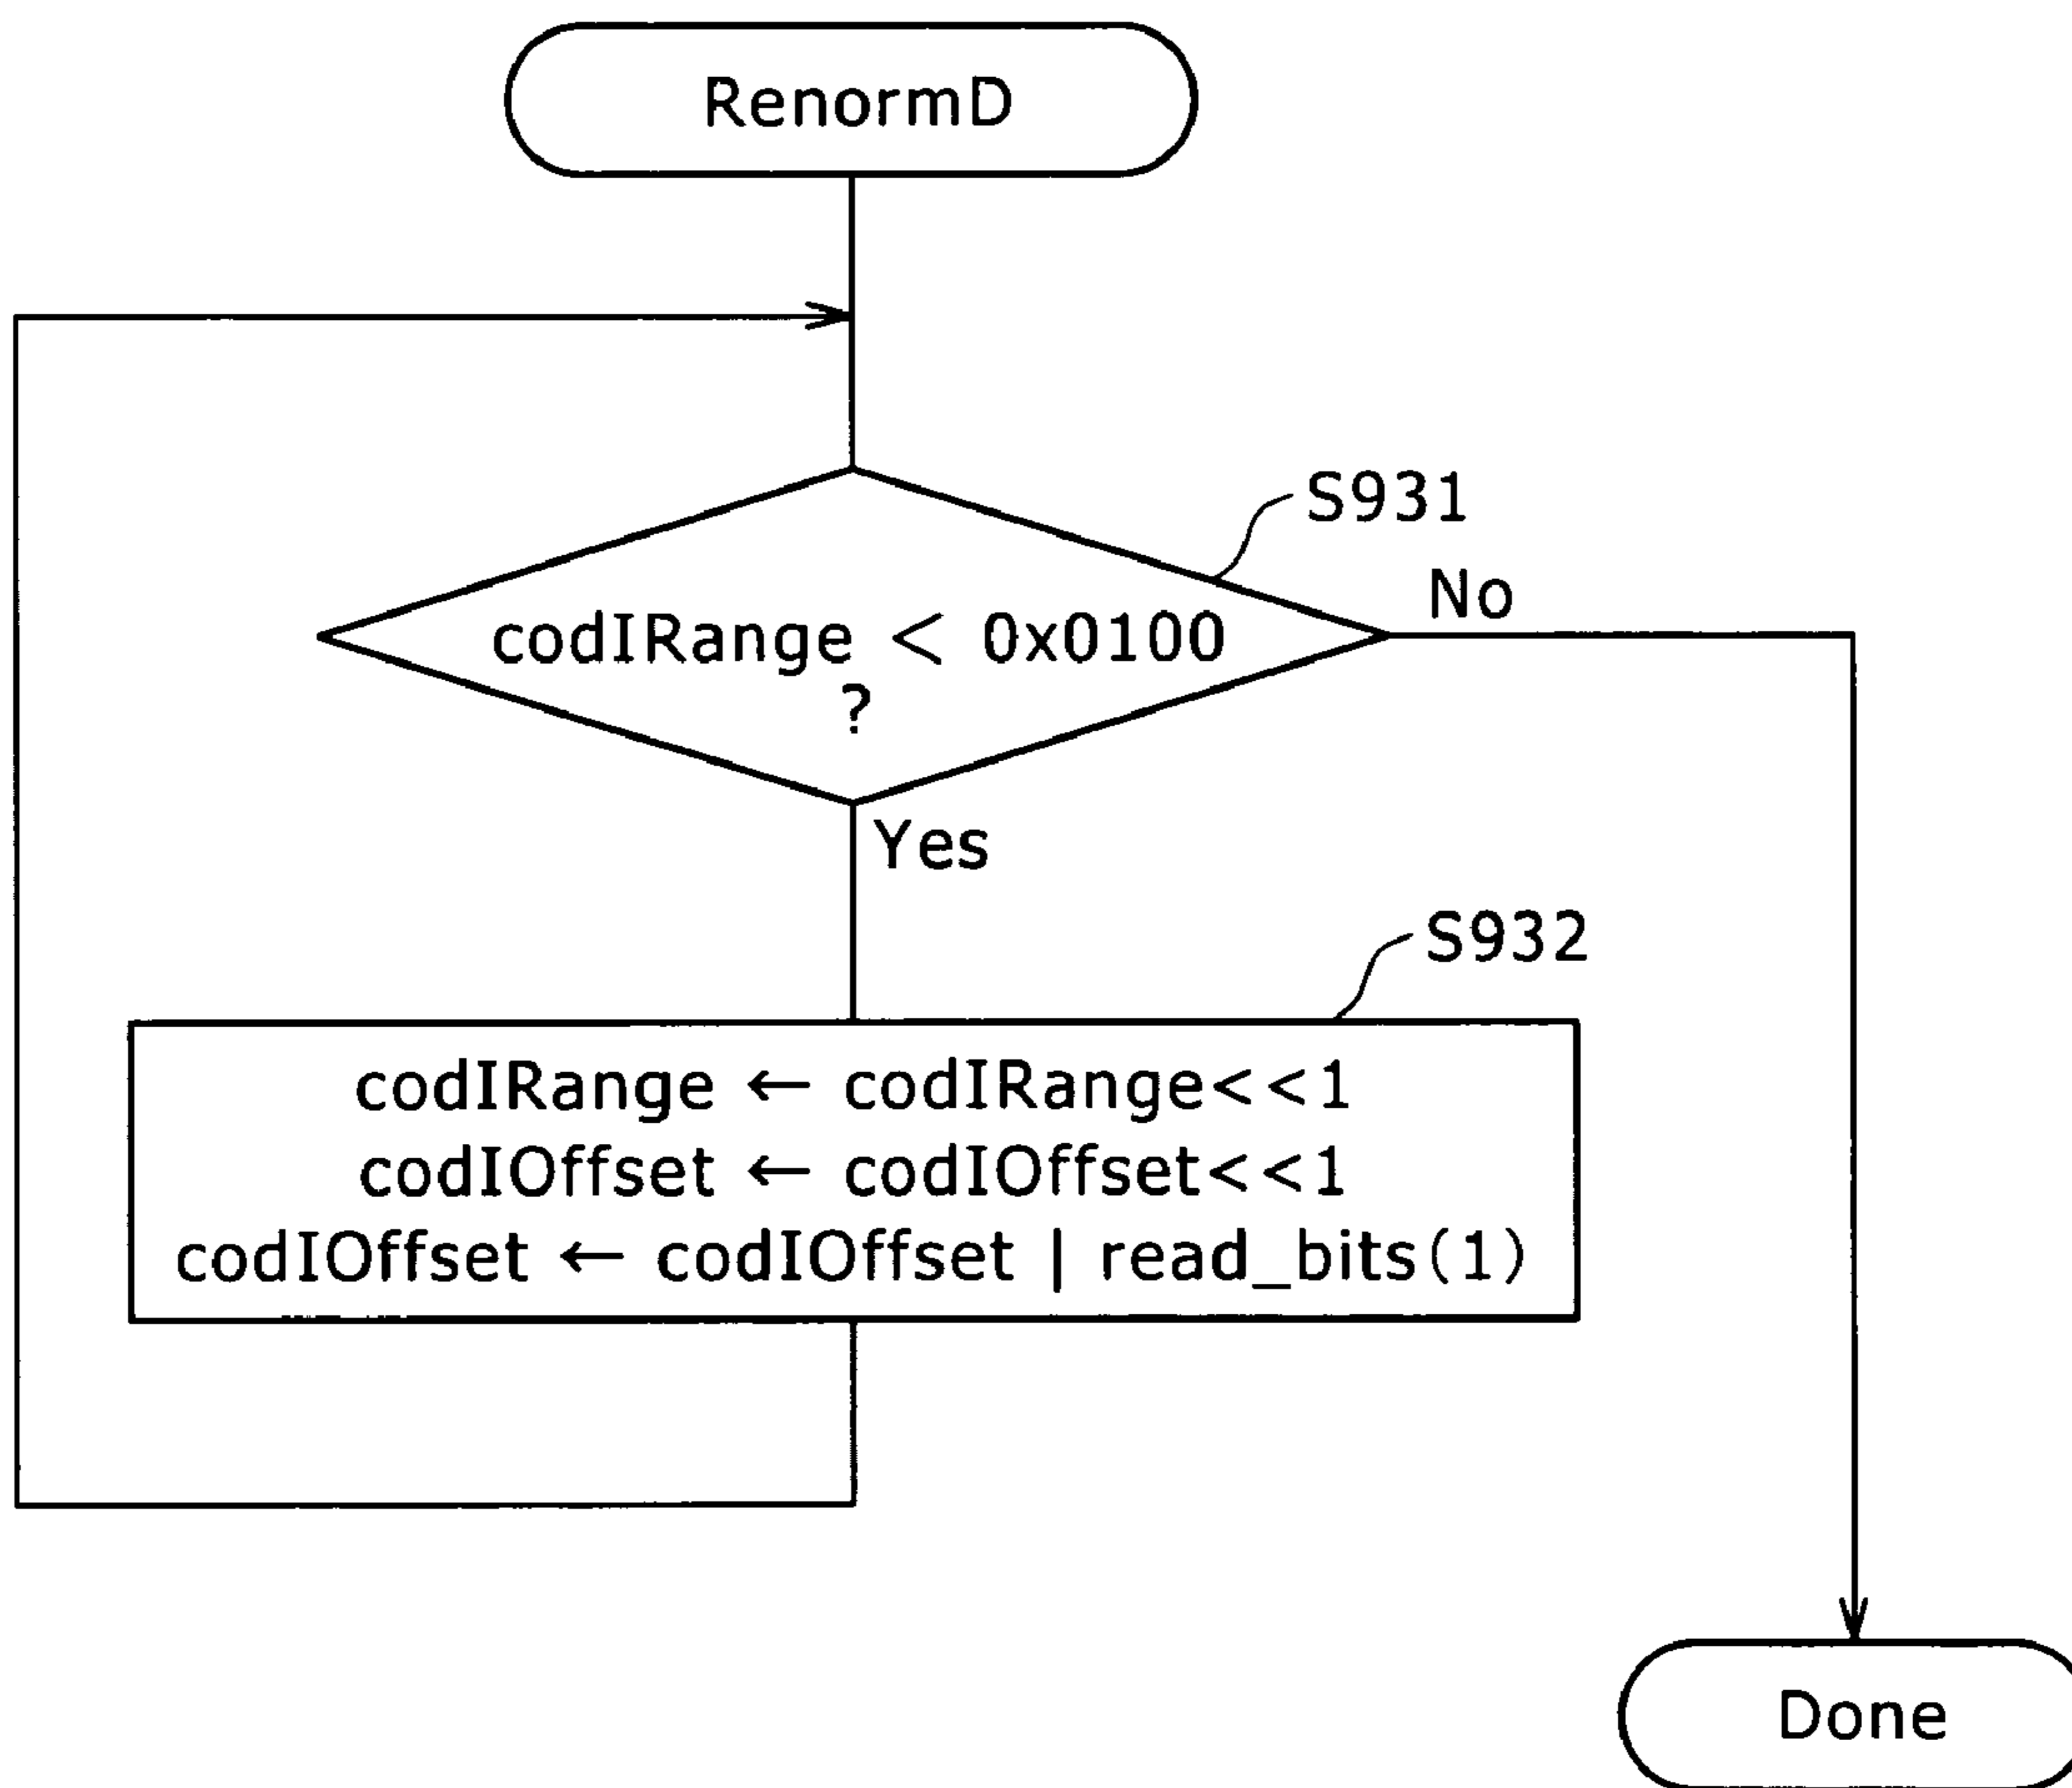 RenormD
S931
No
codIRange < 0x0100
?
Yes
S932
codIRange ← codIRange<<1
codIOffset ← codIOffset<<1
codIOffset ← codIOffset | read_bits(1)
Done